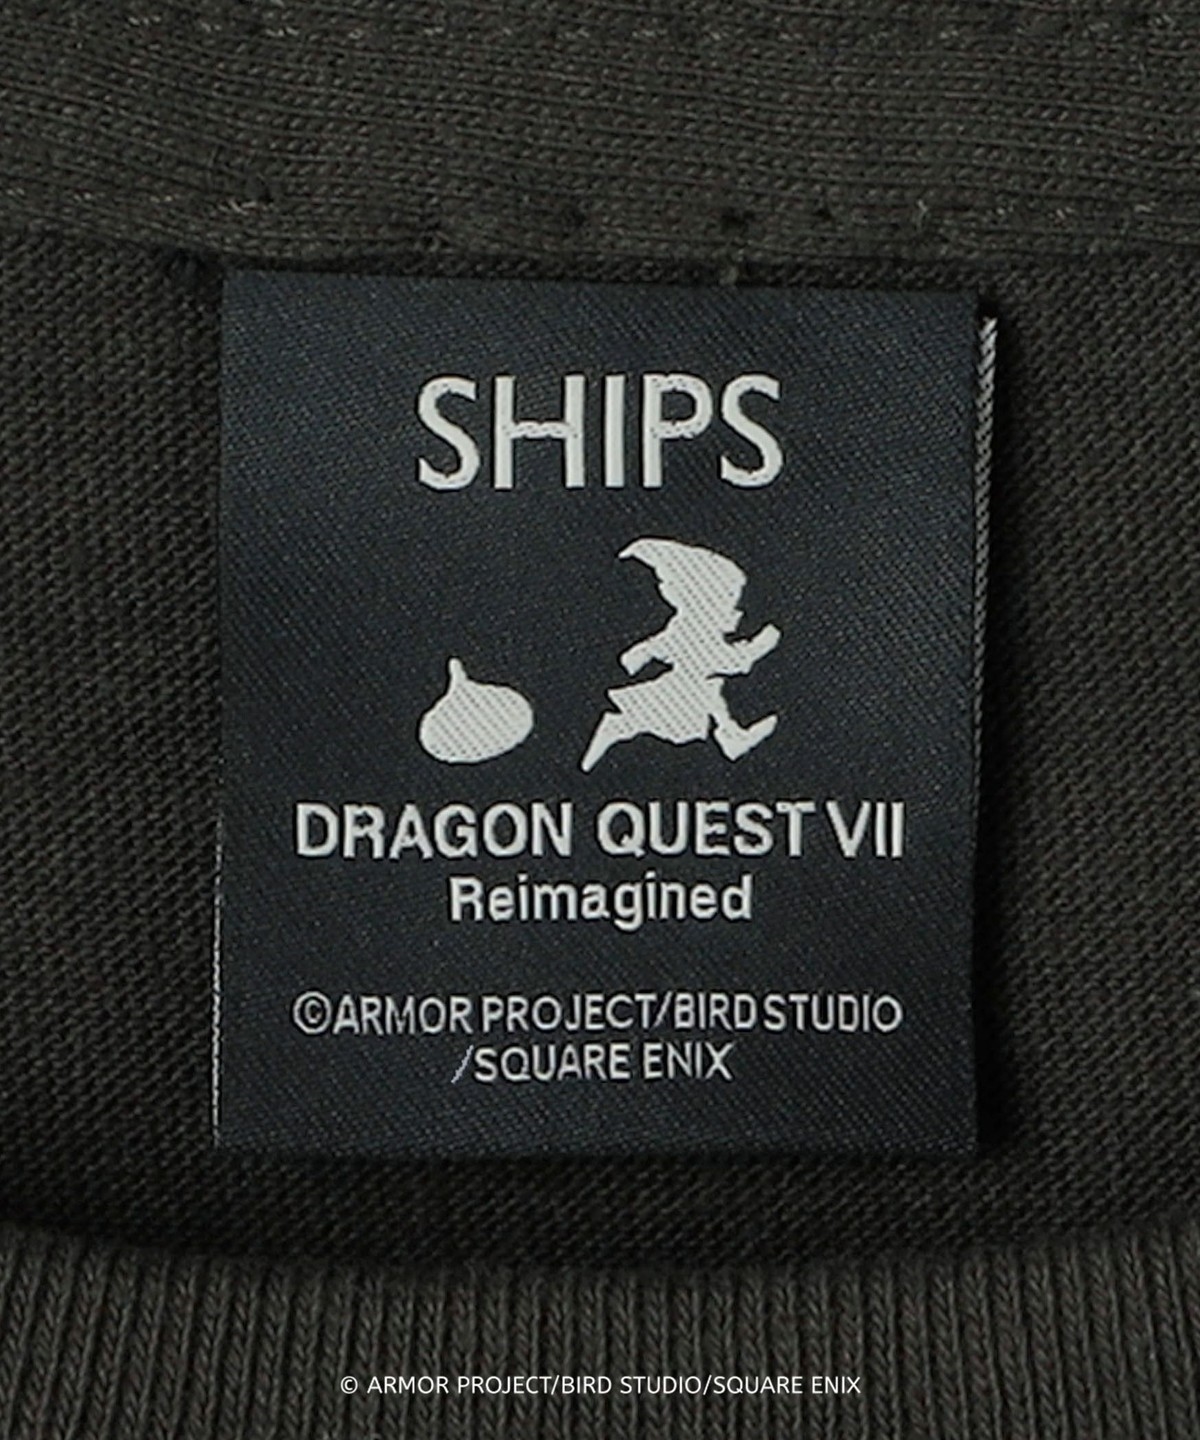 SHIPS
DRAGON QUEST VII
Reimagined
©ARMOR PROJECT/BIRD STUDIO
/SQUARE ENIX
© ARMOR PROJECT/BIRD STUDIO/SQUARE ENIX